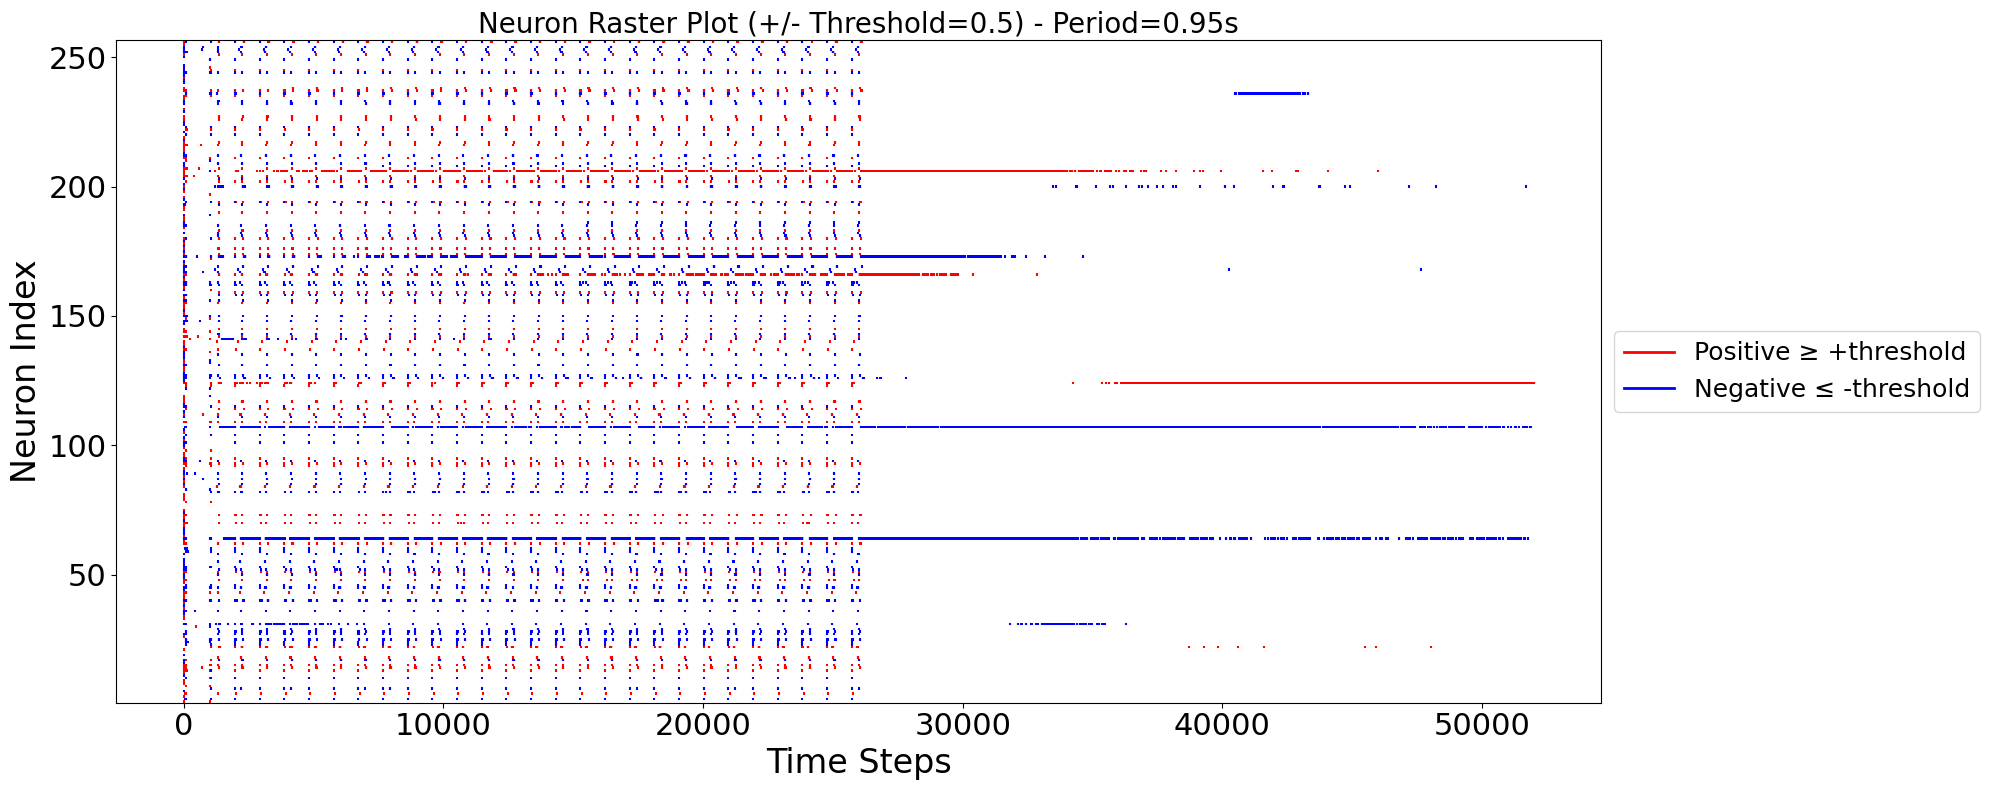 Neuron Raster Plot (+/- Threshold=0.5) - Period=0.95s
250
200
150
100
50
Neuron Index
0 10000 20000 30000 40000 50000
Time Steps
Positive ≥ +threshold
Negative ≤ -threshold